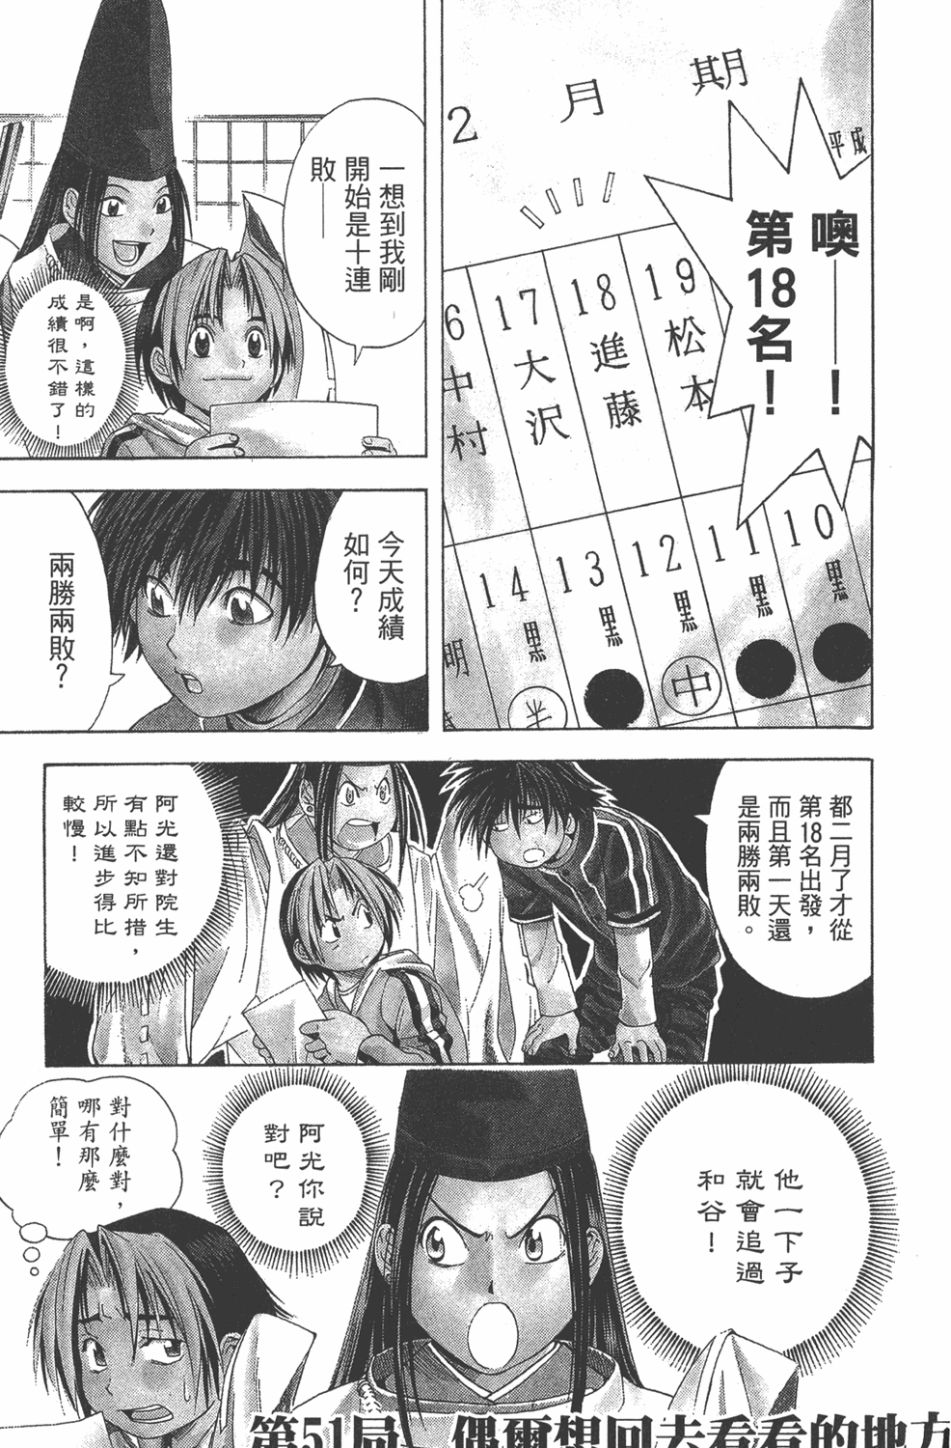 2月期
平成
噢——！
第18名！
19 松本
18 進藤
17 大沢
6 中村
10
11 黒
12 黒 中
13 黒
14 黒 半
明
一想到我剛
開始是十連
敗——
是啊，這樣的
成績很不錯了！
今天成績
如何？
兩勝兩敗？
都二月了才從
第18名出發，
而且第一天還
是兩勝兩敗。
阿光還對院生
有點不知所措，
所以進步得比
較慢！
他一下子
就會追過
和谷！
阿光你說
對吧？
對什麼對，
哪有那麼
簡單！
第51局 偶爾想回去看看的地方